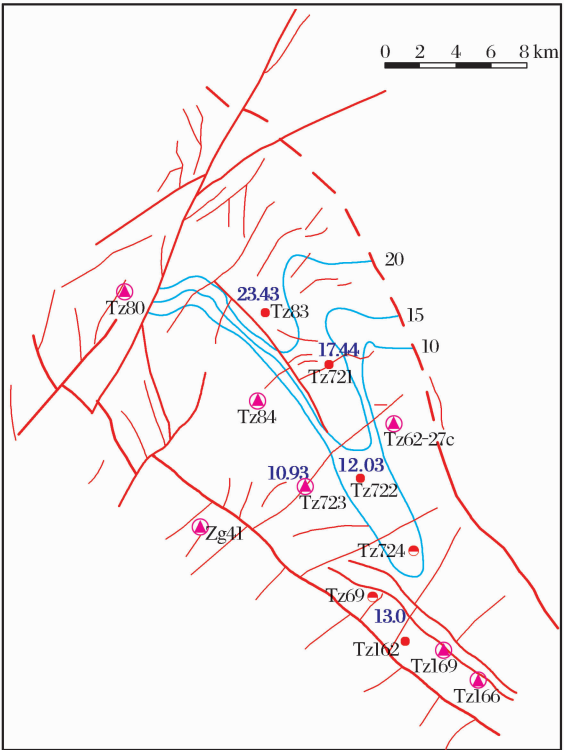 0 2 4 6 8 km
20
23.43
Tz80
Tz83
15
10
17.44
Tz721
Tz84
Tz62-27c
10.93
12.03
Tz723
Tz722
Zg41
Tz724
Tz69
13.0
Tz162
Tz169
Tz166